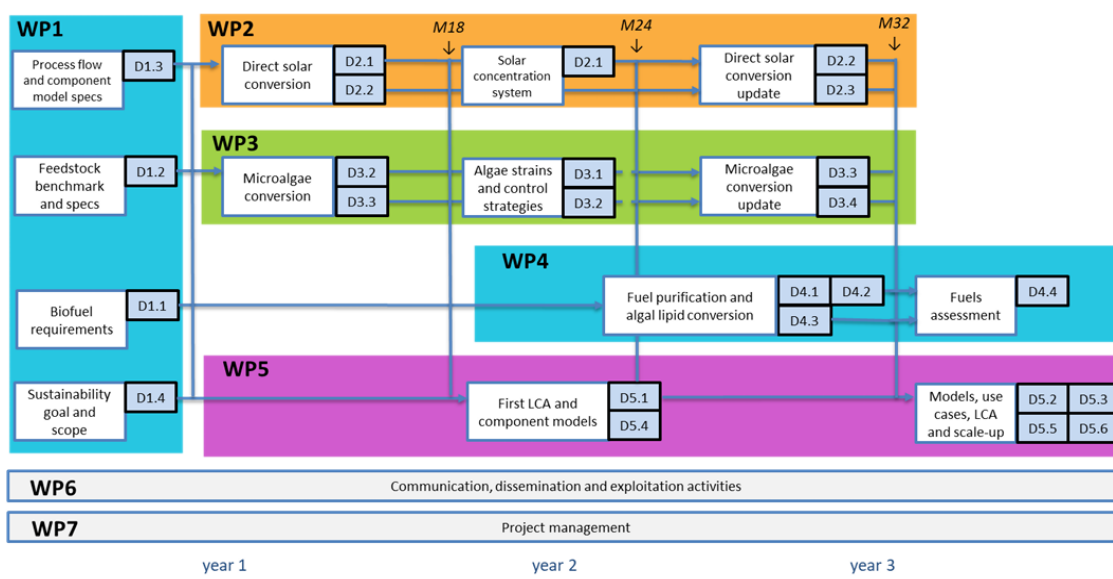 WP1
WP2
M18
M24
M32
Process flow
and component
model specs
D1.3
Direct solar
conversion
D2.1
D2.2
Solar
concentration
system
D2.1
Direct solar
conversion
update
D2.2
D2.3
WP3
Feedstock
benchmark
and specs
D1.2
Microalgae
conversion
D3.2
D3.3
Algae strains
and control
strategies
D3.1
D3.2
Microalgae
conversion
update
D3.3
D3.4
WP4
Biofuel
requirements
D1.1
Fuel purification and
algal lipid conversion
D4.1
D4.2
D4.3
Fuels
assessment
D4.4
WP5
Sustainability
goal and
scope
D1.4
First LCA and
component models
D5.1
D5.4
Models, use
cases, LCA
and scale-up
D5.2
D5.3
D5.5
D5.6
WP6
Communication, dissemination and exploitation activities
WP7
Project management
year 1
year 2
year 3